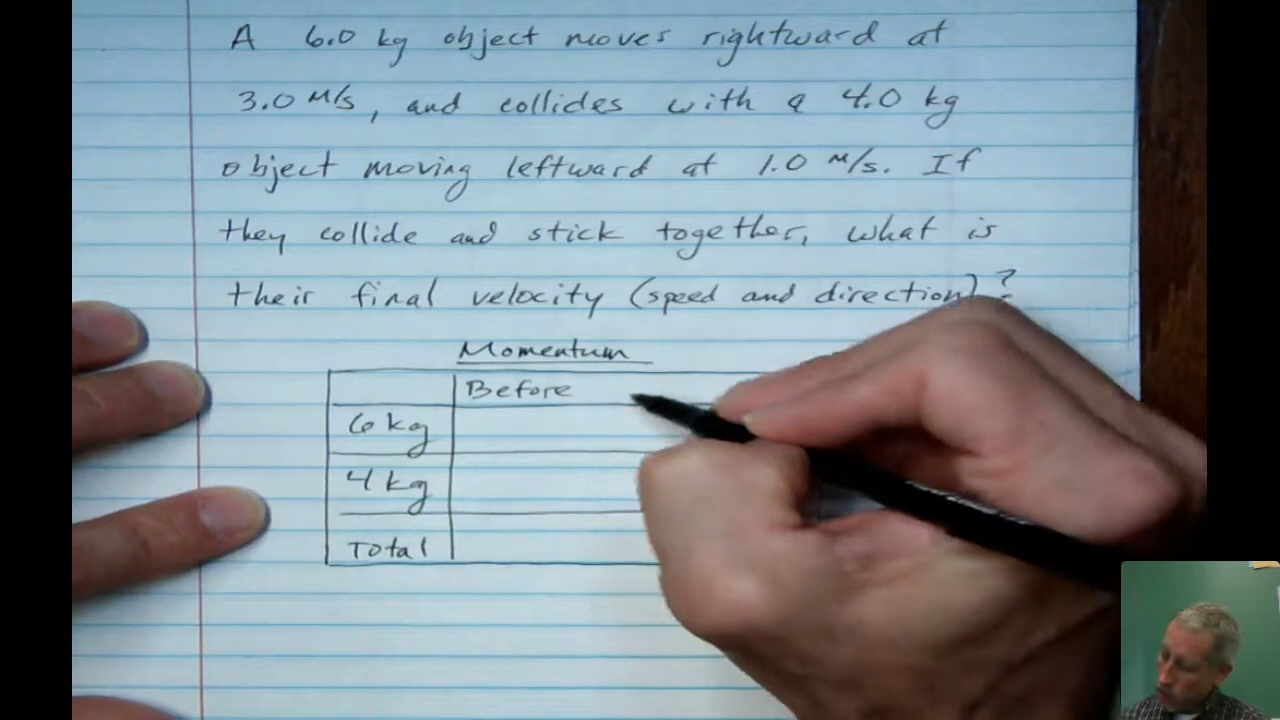 A 6.0 kg object moves rightward at
3.0 m/s, and collides with a 4.0 kg
object moving leftward at 1.0 m/s. If
they collide and stick together, what is
their final velocity (speed and direction)?
Momentum
Before
6 kg
4 kg
Total